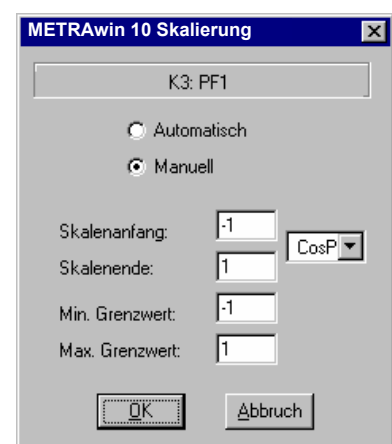 METRAwin 10 Skalierung
K3: PF1
Automatisch
Manuell
Skalenanfang: -1
CosP
Skalenende: 1
Min. Grenzwert: -1
Max. Grenzwert: 1
OK Abbruch